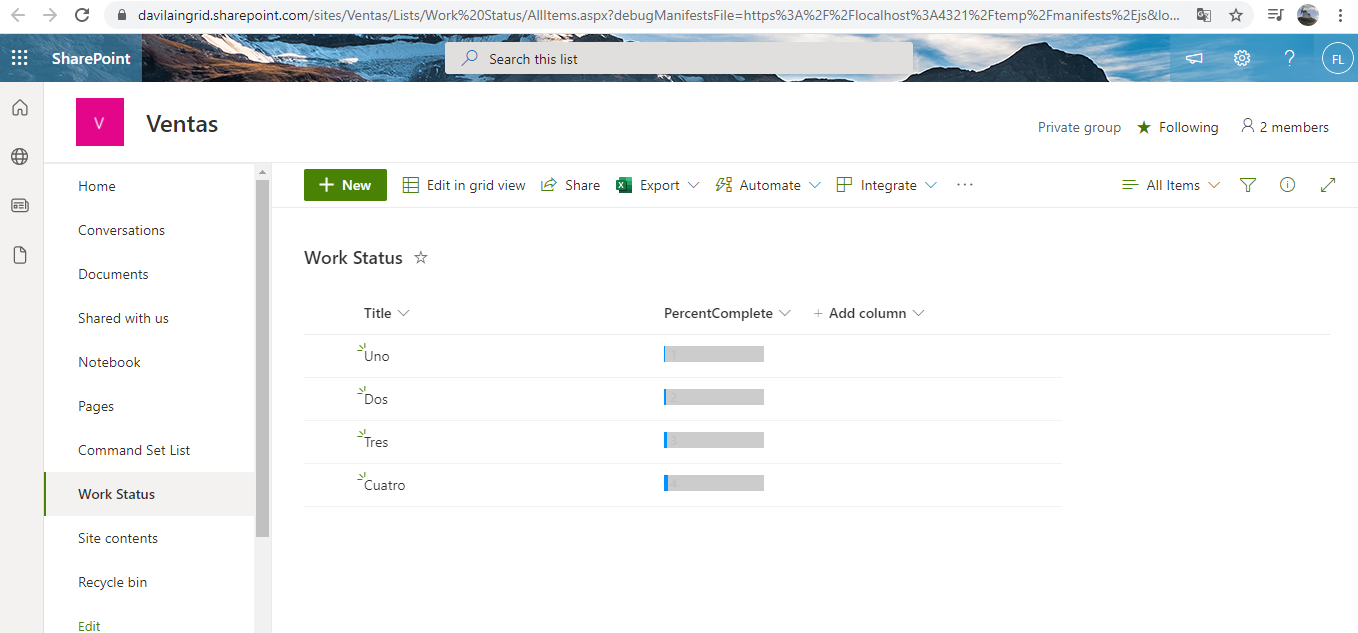 davilaingrid.sharepoint.com/sites/Ventas/Lists/Work%20Status/AllItems.aspx?debugManifestsFile=https%3A%2F%2Flocalhost%3A4321%2Ftemp%2Fmanifests%2Ejs&lo...
SharePoint
Search this list
?
FL
V
Ventas
Private group
Following
2 members
Home
Conversations
Documents
Shared with us
Notebook
Pages
Command Set List
Work Status
Site contents
Recycle bin
Edit
+ New
Edit in grid view
Share
Export
Automate
Integrate
...
All Items
Work Status
Title PercentComplete + Add column
Uno 1
Dos 2
Tres 3
Cuatro 4